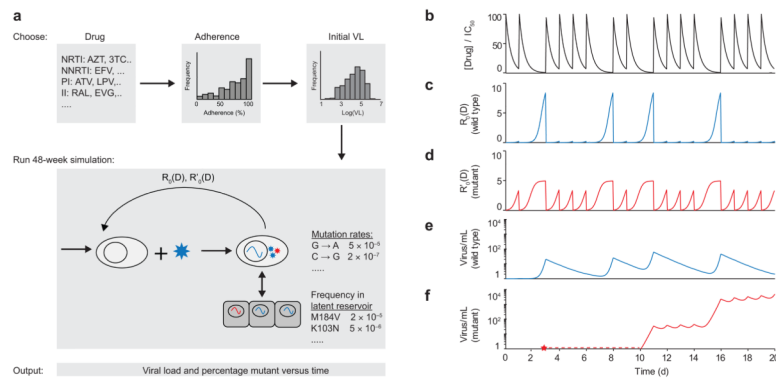 a
Choose:
Drug
Adherence
Initial VL
NRTI: AZT, 3TC..
NNRTI: EFV, ...
PI: ATV, LPV,..
II: RAL, EVG,..
....
Frequency
0 50 100
Adherence (%)
Frequency
1 3 5 7
Log(VL)
Run 48-week simulation:
R0(D), R'0(D)
+
Mutation rates:
G → A 5 × 10⁻⁵
C → G 2 × 10⁻⁷
.....
Frequency in
latent reservoir
M184V 2 × 10⁻⁵
K103N 5 × 10⁻⁶
.....
Output:
Viral load and percentage mutant versus time
b
[Drug] / IC50
100
50
0
c
R0(D)
(wild type)
10
5
0
d
R'0(D)
(mutant)
10
5
0
e
Virus/mL
(wild type)
10⁴
10²
1
f
Virus/mL
(mutant)
10⁴
10²
1
0 2 4 6 8 10 12 14 16 18 20
Time (d)